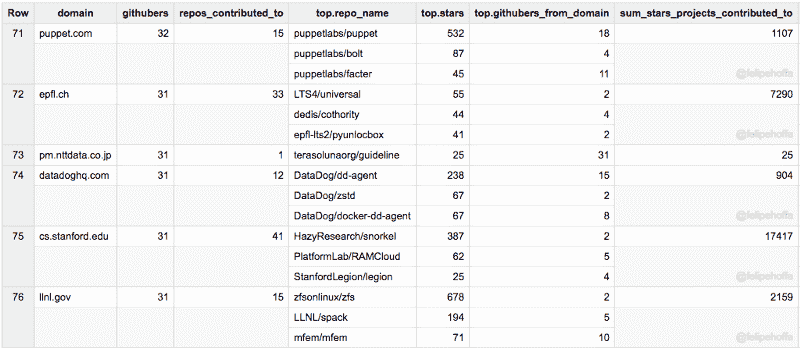 Row domain githubers repos_contributed_to top.repo_name top.stars top.githubers_from_domain sum_stars_projects_contributed_to
71 puppet.com 32 15 puppetlabs/puppet 532 18 1107
puppetlabs/bolt 87 4
puppetlabs/facter 45 11 @felipehoffa
72 epfl.ch 31 33 LTS4/universal 55 2 7290
dedis/cothority 44 4
epfl-lts2/pyunlocbox 41 2 @felipehoffa
73 pm.nttdata.co.jp 31 1 terasolunaorg/guideline 25 31 25
74 datadoghq.com 31 12 DataDog/dd-agent 238 15 904
DataDog/zstd 67 2
DataDog/docker-dd-agent 67 8 @felipehoffa
75 cs.stanford.edu 31 41 HazyResearch/snorkel 387 2 17417
PlatformLab/RAMCloud 62 5
StanfordLegion/legion 25 4 @felipehoffa
76 llnl.gov 31 15 zfsonlinux/zfs 678 2 2159
LLNL/spack 194 5
mfem/mfem 71 10 @felipehoffa